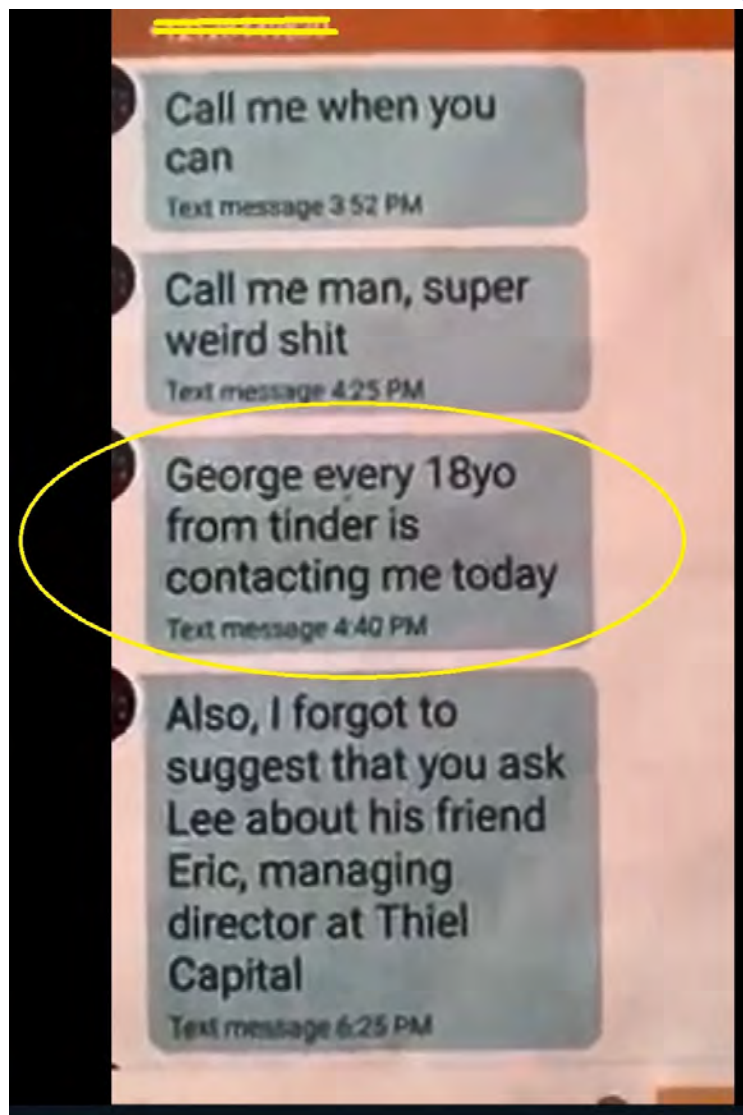 Call me when you
can
Text message 3 52 PM
Call me man, super
weird shit
Text message 4:25 PM
George every 18yo
from tinder is
contacting me today
Text message 4:40 PM
Also, I forgot to
suggest that you ask
Lee about his friend
Eric, managing
director at Thiel
Capital
Text message 6:25 PM